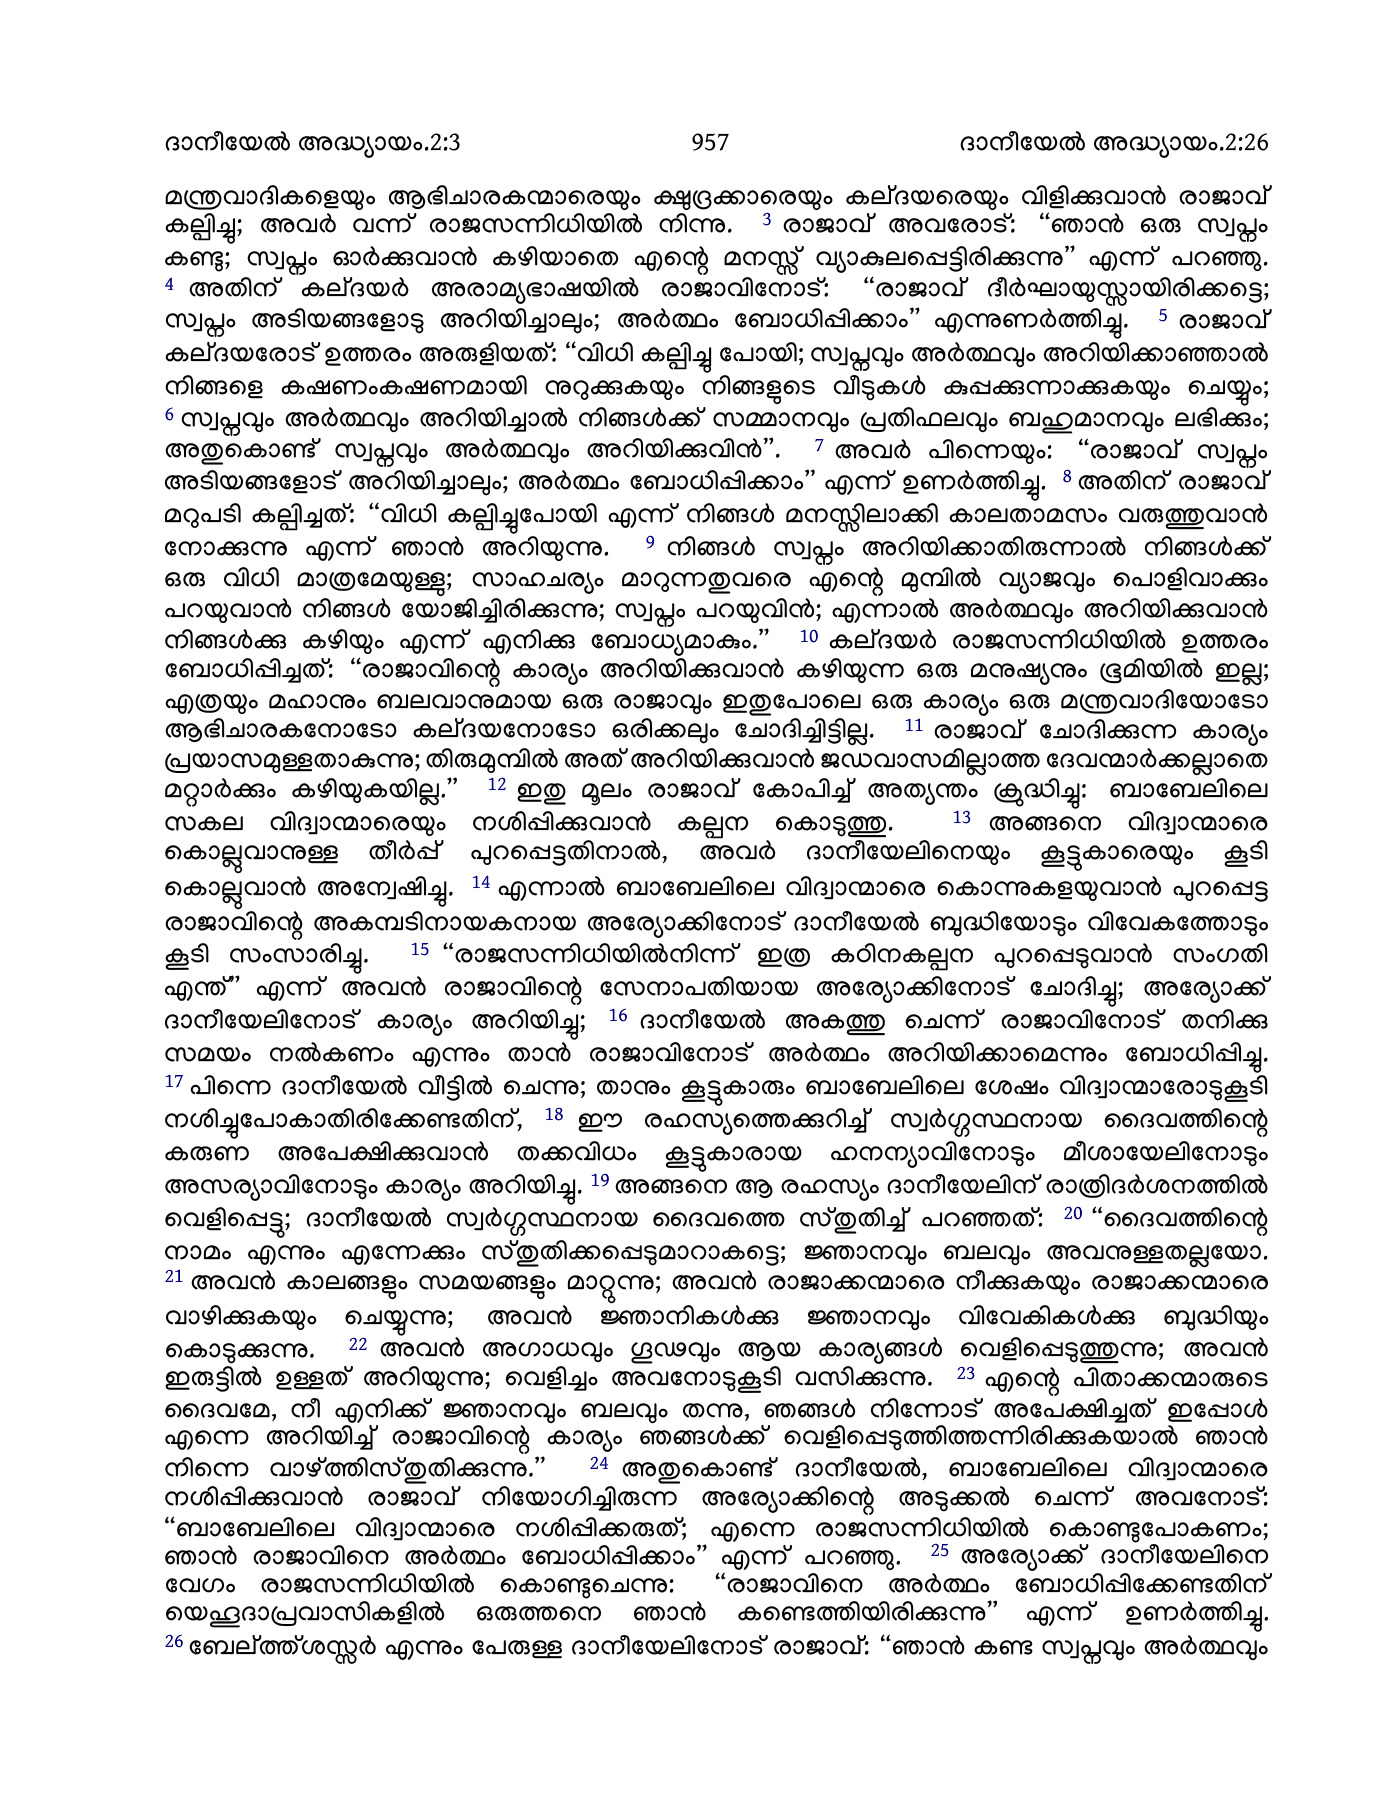 ദാനീയേൽ അദ്ധ്യായം.2:3 957 ദാനീയേൽ അദ്ധ്യായം.2:26
മന്ത്രവാദികളെയും ആഭിചാരകന്മാരെയും ക്ഷുദ്രക്കാരെയും കല്ദയരെയും വിളിക്കുവാൻ രാജാവ്
കല്പിച്ചു; അവർ വന്ന് രാജസന്നിധിയിൽ നിന്നു. 3 രാജാവ് അവരോട്: “ഞാൻ ഒരു സ്വപ്നം
കണ്ടു; സ്വപ്നം ഓർക്കുവാൻ കഴിയാതെ എന്റെ മനസ്സ് വ്യാകുലപ്പെട്ടിരിക്കുന്നു” എന്ന് പറഞ്ഞു.
4 അതിന് കല്ദയർ അരാമ്യഭാഷയിൽ രാജാവിനോട്: “രാജാവ് ദീർഘായുസ്സായിരിക്കട്ടെ;
സ്വപ്നം അടിയങ്ങളോടു അറിയിച്ചാലും; അർത്ഥം ബോധിപ്പിക്കാം” എന്നുണർത്തിച്ചു. 5 രാജാവ്
കല്ദയരോട് ഉത്തരം അരുളിയത്: “വിധി കല്പിച്ചു പോയി; സ്വപ്നവും അർത്ഥവും അറിയിക്കാഞ്ഞാൽ
നിങ്ങളെ കഷണംകഷണമായി നുറുക്കുകയും നിങ്ങളുടെ വീടുകൾ കുപ്പക്കുന്നാക്കുകയും ചെയ്യും;
6 സ്വപ്നവും അർത്ഥവും അറിയിച്ചാൽ നിങ്ങൾക്ക് സമ്മാനവും പ്രതിഫലവും ബഹുമാനവും ലഭിക്കും;
അതുകൊണ്ട് സ്വപ്നവും അർത്ഥവും അറിയിക്കുവിൻ”. 7 അവർ പിന്നെയും: “രാജാവ് സ്വപ്നം
അടിയങ്ങളോട് അറിയിച്ചാലും; അർത്ഥം ബോധിപ്പിക്കാം” എന്ന് ഉണർത്തിച്ചു. 8 അതിന് രാജാവ്
മറുപടി കല്പിച്ചത്: “വിധി കല്പിച്ചുപോയി എന്ന് നിങ്ങൾ മനസ്സിലാക്കി കാലതാമസം വരുത്തുവാൻ
നോക്കുന്നു എന്ന് ഞാൻ അറിയുന്നു. 9 നിങ്ങൾ സ്വപ്നം അറിയിക്കാതിരുന്നാൽ നിങ്ങൾക്ക്
ഒരു വിധി മാത്രമേയുള്ളു; സാഹചര്യം മാറുന്നതുവരെ എന്റെ മുമ്പിൽ വ്യാജവും പൊളിവാക്കും
പറയുവാൻ നിങ്ങൾ യോജിച്ചിരിക്കുന്നു; സ്വപ്നം പറയുവിൻ; എന്നാൽ അർത്ഥവും അറിയിക്കുവാൻ
നിങ്ങൾക്കു കഴിയും എന്ന് എനിക്കു ബോധ്യമാകും.” 10 കല്ദയർ രാജസന്നിധിയിൽ ഉത്തരം
ബോധിപ്പിച്ചത്: “രാജാവിന്റെ കാര്യം അറിയിക്കുവാൻ കഴിയുന്ന ഒരു മനുഷ്യനും ഭൂമിയിൽ ഇല്ല;
എത്രയും മഹാനും ബലവാനുമായ ഒരു രാജാവും ഇതുപോലെ ഒരു കാര്യം ഒരു മന്ത്രവാദിയോടോ
ആഭിചാരകനോടോ കല്ദയനോടോ ഒരിക്കലും ചോദിച്ചിട്ടില്ല. 11 രാജാവ് ചോദിക്കുന്ന കാര്യം
പ്രയാസമുള്ളതാകുന്നു; തിരുമുമ്പിൽ അത് അറിയിക്കുവാൻ ജഡവാസമില്ലാത്ത ദേവന്മാർക്കല്ലാതെ
മറ്റാർക്കും കഴിയുകയില്ല.” 12 ഇതു മൂലം രാജാവ് കോപിച്ച് അത്യന്തം ക്രുദ്ധിച്ചു: ബാബേലിലെ
സകല വിദ്വാന്മാരെയും നശിപ്പിക്കുവാൻ കല്പന കൊടുത്തു. 13 അങ്ങനെ വിദ്വാന്മാരെ
കൊല്ലുവാനുള്ള തീർപ്പ് പുറപ്പെട്ടതിനാൽ, അവർ ദാനീയേലിനെയും കൂട്ടുകാരെയും കൂടി
കൊല്ലുവാൻ അന്വേഷിച്ചു. 14 എന്നാൽ ബാബേലിലെ വിദ്വാന്മാരെ കൊന്നുകളയുവാൻ പുറപ്പെട്ട
രാജാവിന്റെ അകമ്പടിനായകനായ അര്യോക്കിനോട് ദാനീയേൽ ബുദ്ധിയോടും വിവേകത്തോടും
കൂടി സംസാരിച്ചു. 15 “രാജസന്നിധിയിൽനിന്ന് ഇത്ര കഠിനകല്പന പുറപ്പെടുവാൻ സംഗതി
എന്ത്” എന്ന് അവൻ രാജാവിന്റെ സേനാപതിയായ അര്യോക്കിനോട് ചോദിച്ചു; അര്യോക്ക്
ദാനീയേലിനോട് കാര്യം അറിയിച്ചു; 16 ദാനീയേൽ അകത്തു ചെന്ന് രാജാവിനോട് തനിക്കു
സമയം നൽകണം എന്നും താൻ രാജാവിനോട് അർത്ഥം അറിയിക്കാമെന്നും ബോധിപ്പിച്ചു.
17 പിന്നെ ദാനീയേൽ വീട്ടിൽ ചെന്നു; താനും കൂട്ടുകാരും ബാബേലിലെ ശേഷം വിദ്വാന്മാരോടുകൂടി
നശിച്ചുപോകാതിരിക്കേണ്ടതിന്, 18 ഈ രഹസ്യത്തെക്കുറിച്ച് സ്വർഗ്ഗസ്ഥനായ ദൈവത്തിന്റെ
കരുണ അപേക്ഷിക്കുവാൻ തക്കവിധം കൂട്ടുകാരായ ഹനന്യാവിനോടും മീശായേലിനോടും
അസര്യാവിനോടും കാര്യം അറിയിച്ചു. 19 അങ്ങനെ ആ രഹസ്യം ദാനീയേലിന് രാത്രിദർശനത്തിൽ
വെളിപ്പെട്ടു; ദാനീയേൽ സ്വർഗ്ഗസ്ഥനായ ദൈവത്തെ സ്തുതിച്ച് പറഞ്ഞത്: 20 “ദൈവത്തിന്റെ
നാമം എന്നും എന്നേക്കും സ്തുതിക്കപ്പെടുമാറാകട്ടെ; ജ്ഞാനവും ബലവും അവനുള്ളതല്ലയോ.
21 അവൻ കാലങ്ങളും സമയങ്ങളും മാറ്റുന്നു; അവൻ രാജാക്കന്മാരെ നീക്കുകയും രാജാക്കന്മാരെ
വാഴിക്കുകയും ചെയ്യുന്നു; അവൻ ജ്ഞാനികൾക്കു ജ്ഞാനവും വിവേകികൾക്കു ബുദ്ധിയും
കൊടുക്കുന്നു. 22 അവൻ അഗാധവും ഗൂഢവും ആയ കാര്യങ്ങൾ വെളിപ്പെടുത്തുന്നു; അവൻ
ഇരുട്ടിൽ ഉള്ളത് അറിയുന്നു; വെളിച്ചം അവനോടുകൂടി വസിക്കുന്നു. 23 എന്റെ പിതാക്കന്മാരുടെ
ദൈവമേ, നീ എനിക്ക് ജ്ഞാനവും ബലവും തന്നു, ഞങ്ങൾ നിന്നോട് അപേക്ഷിച്ചത് ഇപ്പോൾ
എന്നെ അറിയിച്ച് രാജാവിന്റെ കാര്യം ഞങ്ങൾക്ക് വെളിപ്പെടുത്തിത്തന്നിരിക്കുകയാൽ ഞാൻ
നിന്നെ വാഴ്ത്തിസ്തുതിക്കുന്നു.” 24 അതുകൊണ്ട് ദാനീയേൽ, ബാബേലിലെ വിദ്വാന്മാരെ
നശിപ്പിക്കുവാൻ രാജാവ് നിയോഗിച്ചിരുന്ന അര്യോക്കിന്റെ അടുക്കൽ ചെന്ന് അവനോട്:
“ബാബേലിലെ വിദ്വാന്മാരെ നശിപ്പിക്കരുത്; എന്നെ രാജസന്നിധിയിൽ കൊണ്ടുപോകണം;
ഞാൻ രാജാവിനെ അർത്ഥം ബോധിപ്പിക്കാം” എന്ന് പറഞ്ഞു. 25 അര്യോക്ക് ദാനീയേലിനെ
വേഗം രാജസന്നിധിയിൽ കൊണ്ടുചെന്നു: “രാജാവിനെ അർത്ഥം ബോധിപ്പിക്കേണ്ടതിന്
യെഹൂദാപ്രവാസികളിൽ ഒരുത്തനെ ഞാൻ കണ്ടെത്തിയിരിക്കുന്നു” എന്ന് ഉണർത്തിച്ചു.
26 ബേല്ത്ത്ശസ്സർ എന്നും പേരുള്ള ദാനീയേലിനോട് രാജാവ്: “ഞാൻ കണ്ട സ്വപ്നവും അർത്ഥവും